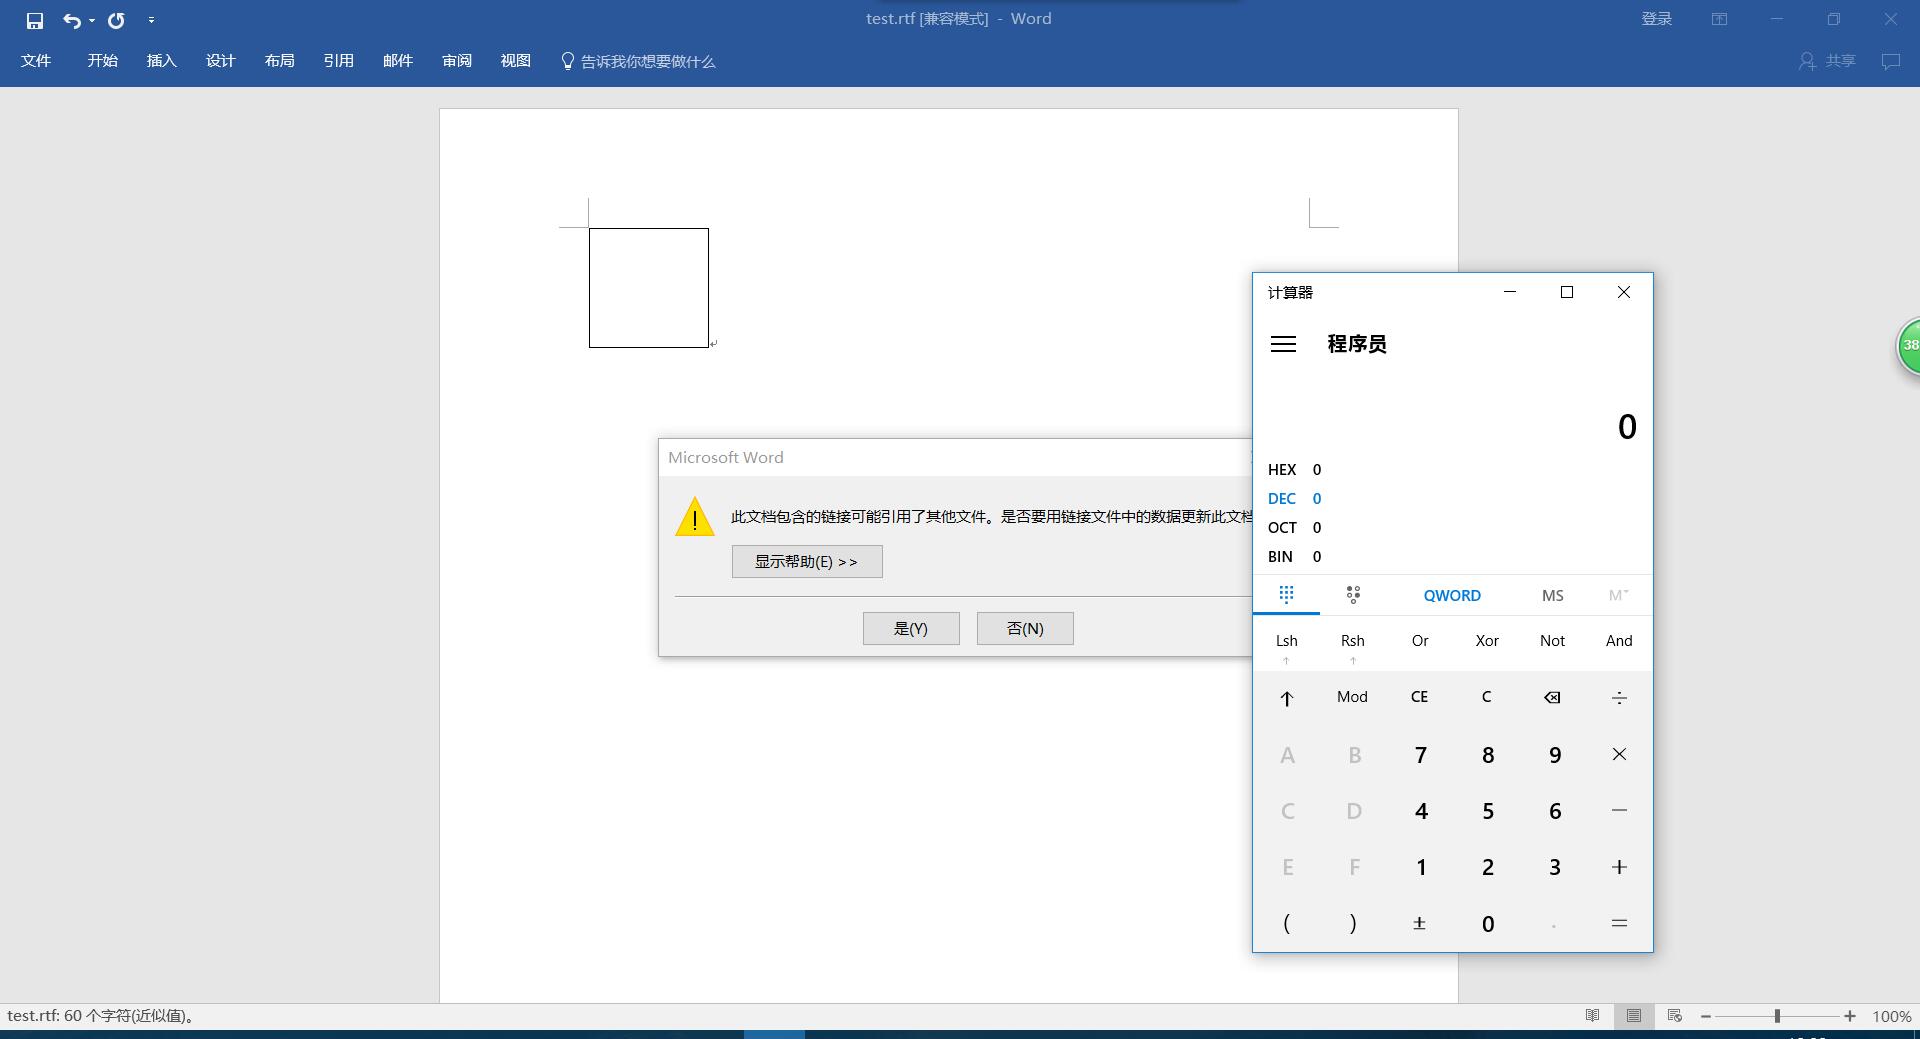 test.rtf [兼容模式] - Word
登录
文件 开始 插入 设计 布局 引用 邮件 审阅 视图 告诉我你想要做什么
共享
计算器
程序员
0
HEX 0
DEC 0
OCT 0
BIN 0
QWORD MS M
Lsh Rsh Or Xor Not And
↑ Mod CE C ÷
A B 7 8 9 ×
C D 4 5 6 −
E F 1 2 3 +
( ) ± 0 . =
Microsoft Word
此文档包含的链接可能引用了其他文件。是否要用链接文件中的数据更新此文档
显示帮助(E) >>
是(Y) 否(N)
38
test.rtf: 60 个字符(近似值)。
100%